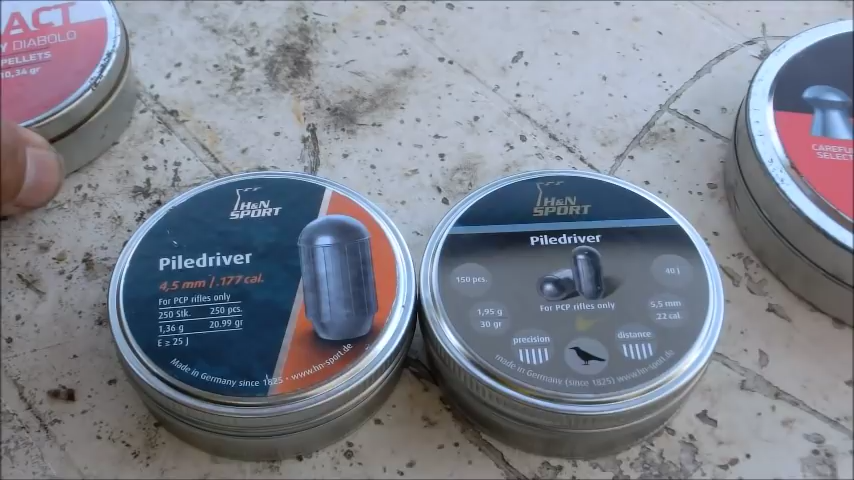 ACT
Y DIABOLO
PELLETS
10,34 gr
H&N
SPORT
Piledriver
4,5 mm / .177 cal.
For PCP rifles only
250 Stk. 250 pcs.
1,36 g 20.99 gr
E ≥ 25 J
Made in Germany since 1825 - www.hn-sport.de
H&N
SPORT
Piledriver
150 pcs.
40 J
For PCP rifles only
1,95 g
30 gr
5,5 mm
.22 cal.
precision
distance
Made in Germany (since) 1825 www.hn-sport.de
CAREFU
SELECT